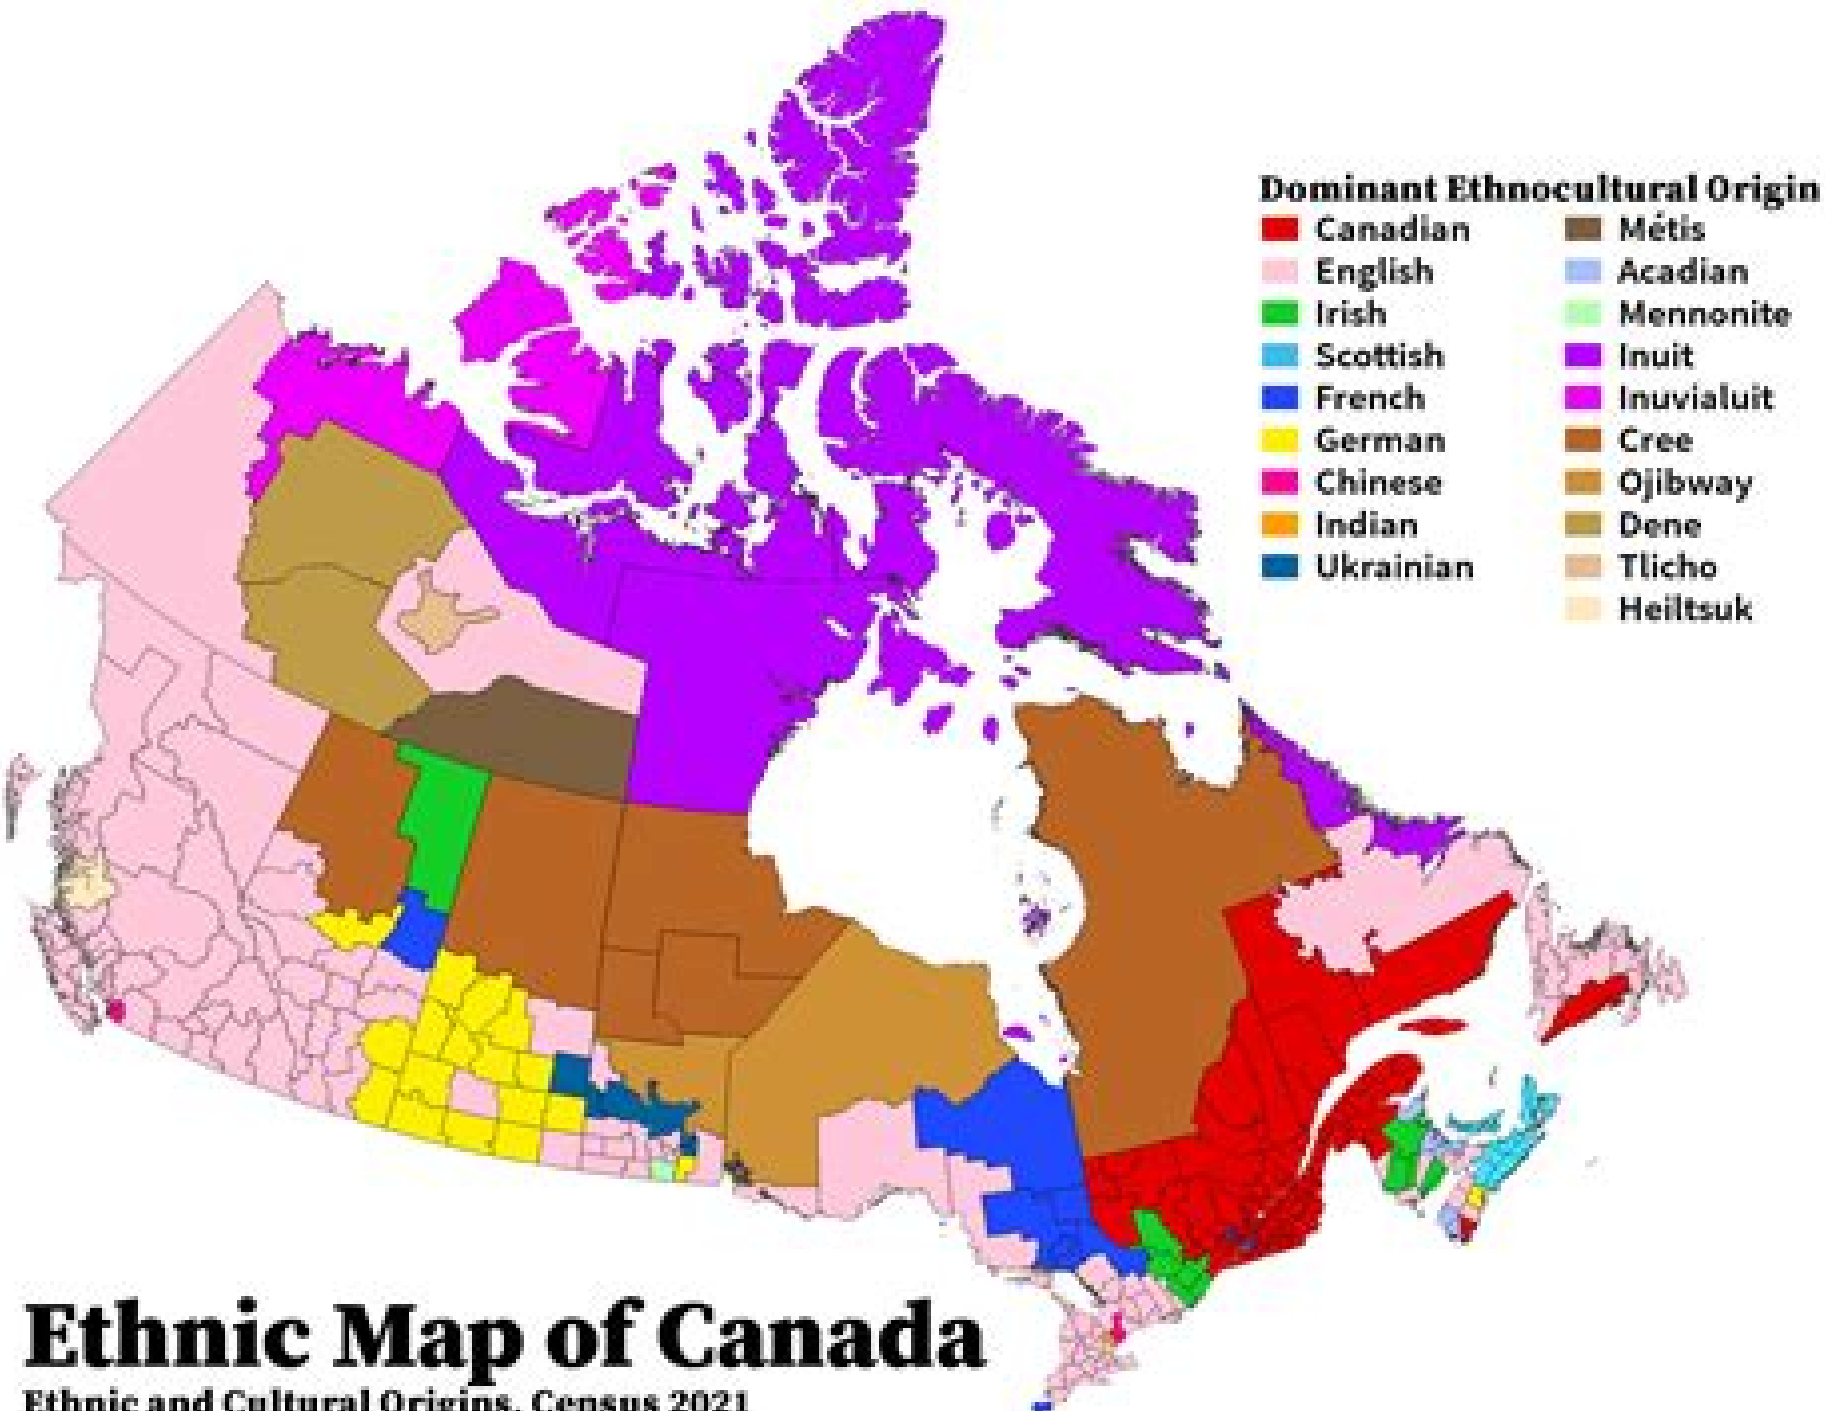 Dominant Ethnocultural Origin
Canadian
English
Irish
Scottish
French
German
Chinese
Indian
Ukrainian
Métis
Acadian
Mennonite
Inuit
Inuvialuit
Cree
Ojibway
Dene
Tlicho
Heiltsuk
Ethnic Map of Canada
Ethnic and Cultural Origins, Census 2021